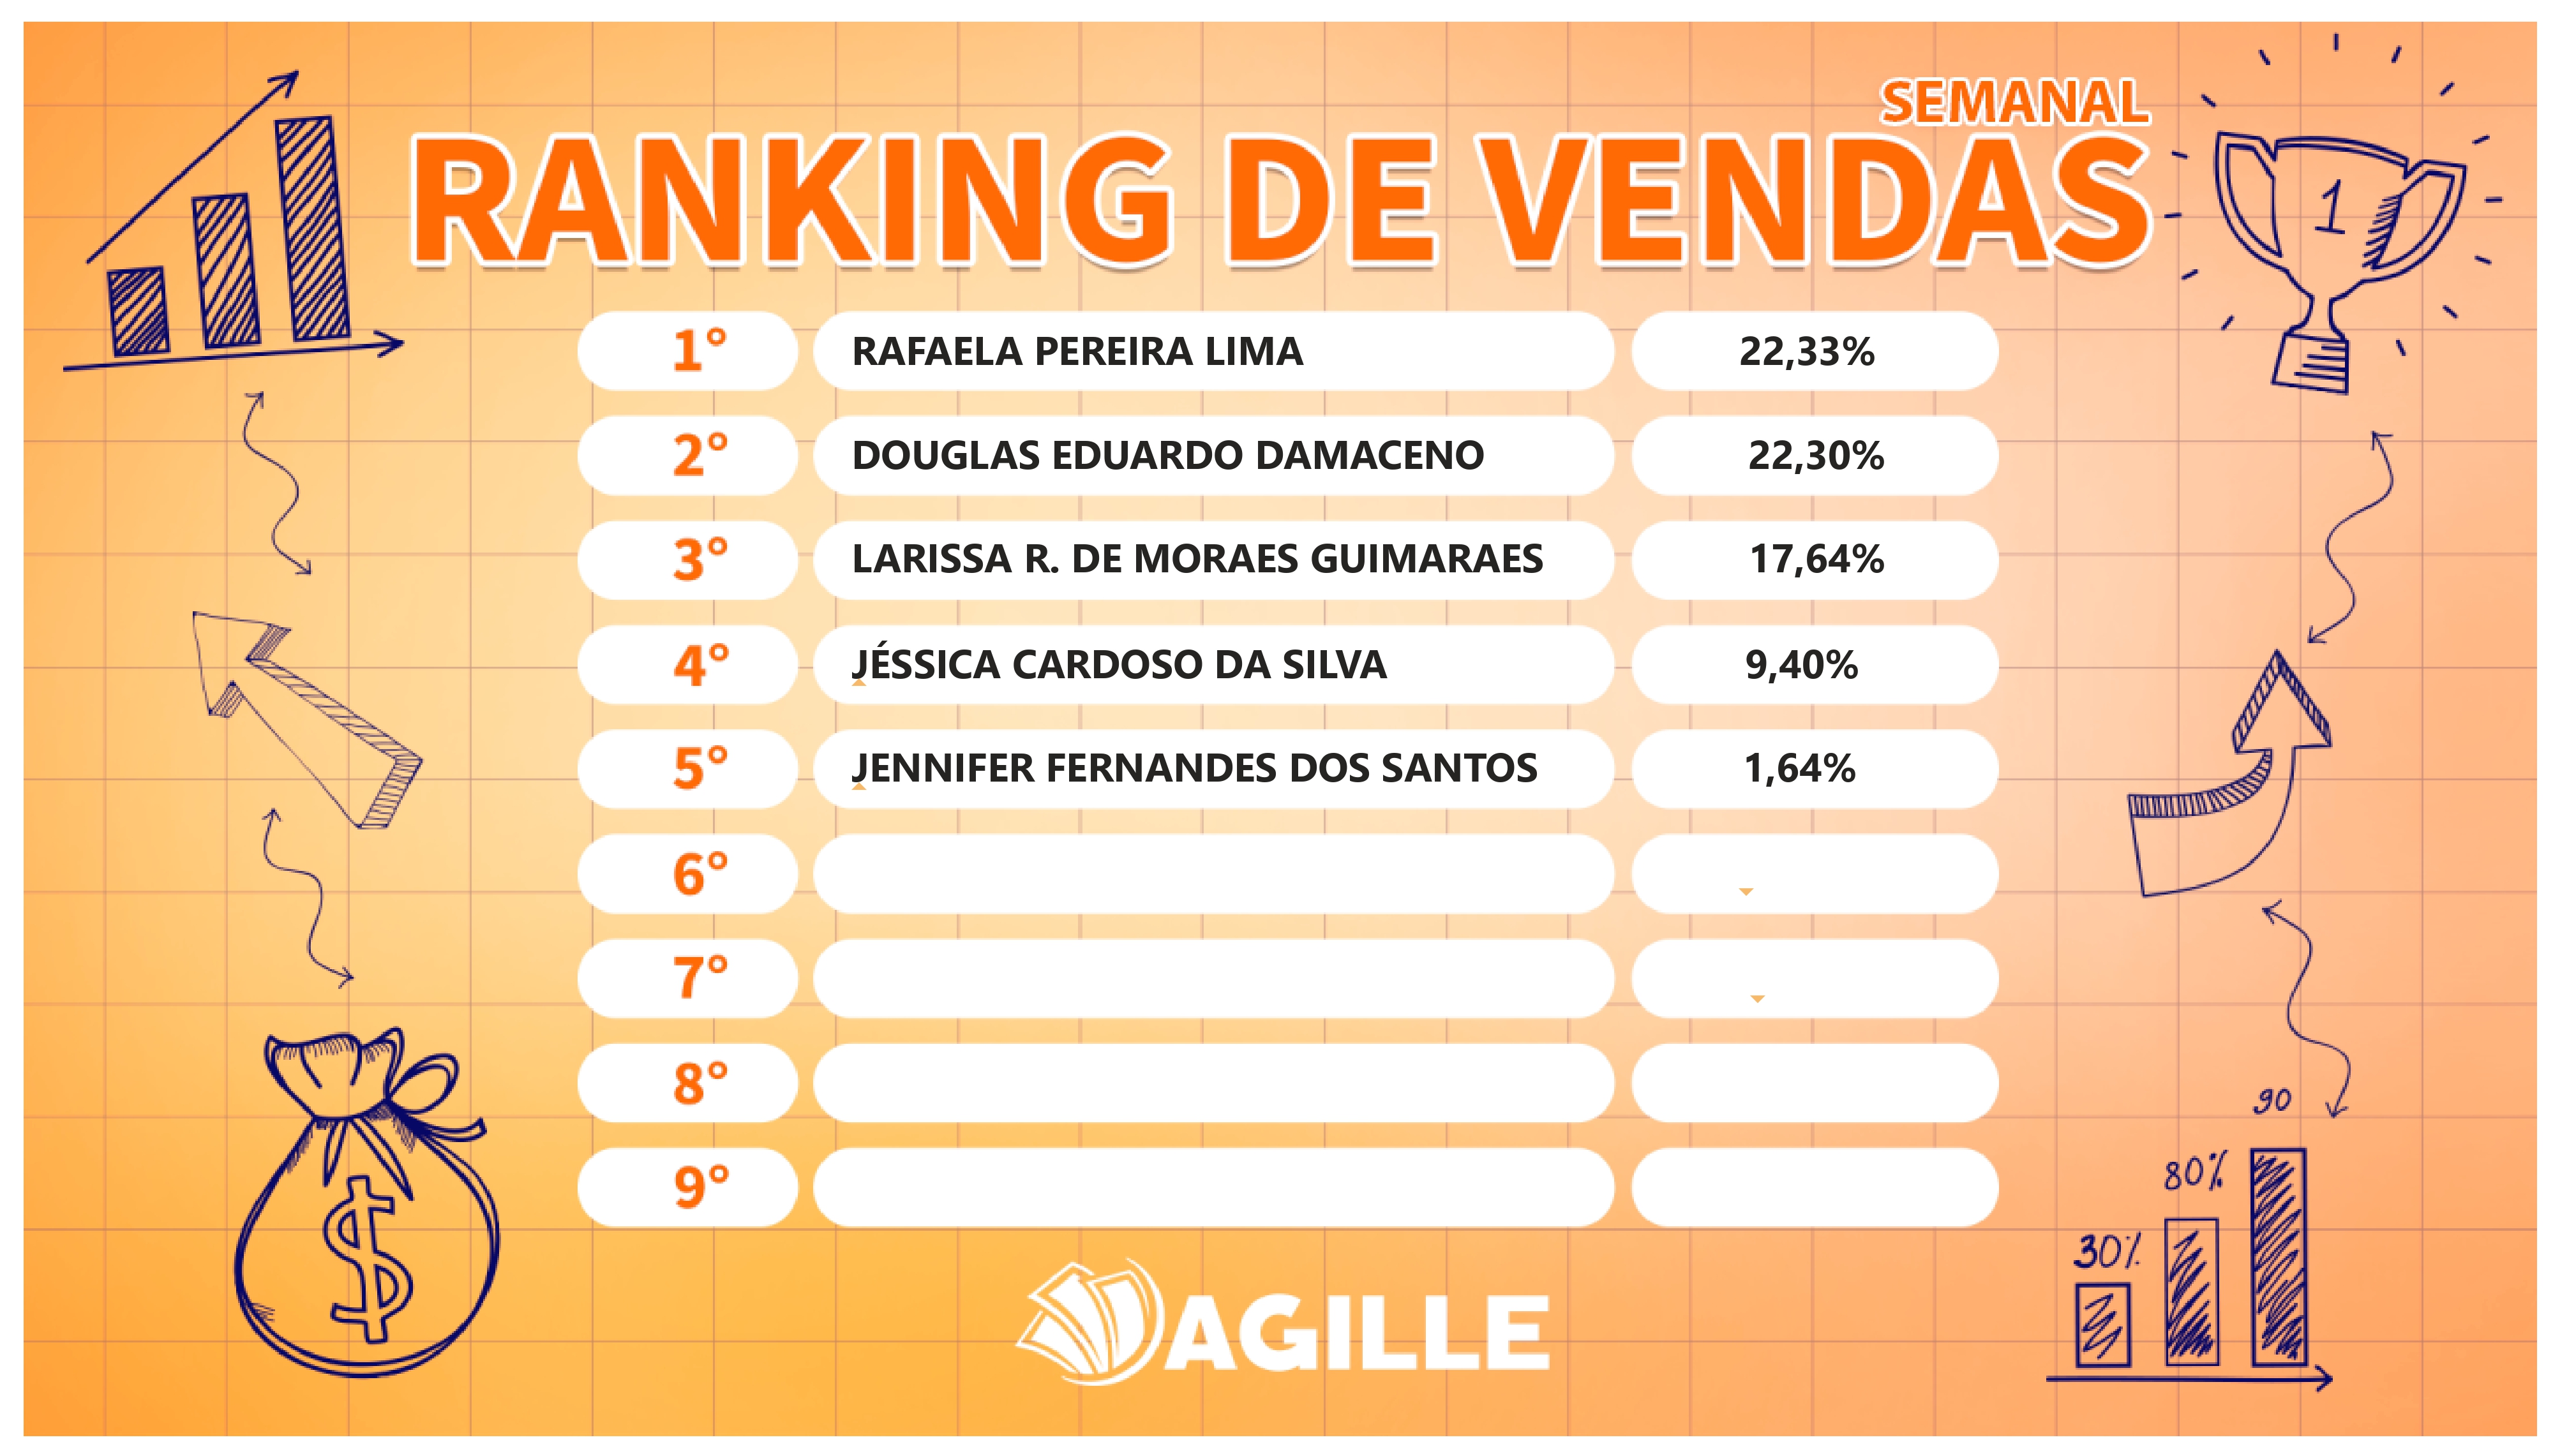 SEMANAL
RANKING DE VENDAS
1
1° RAFAELA PEREIRA LIMA 22,33%
2° DOUGLAS EDUARDO DAMACENO 22,30%
3° LARISSA R. DE MORAES GUIMARAES 17,64%
4° JÉSSICA CARDOSO DA SILVA 9,40%
5° JENNIFER FERNANDES DOS SANTOS 1,64%
6°
7°
8°
9°
$
90
80%
30%
AGILLE